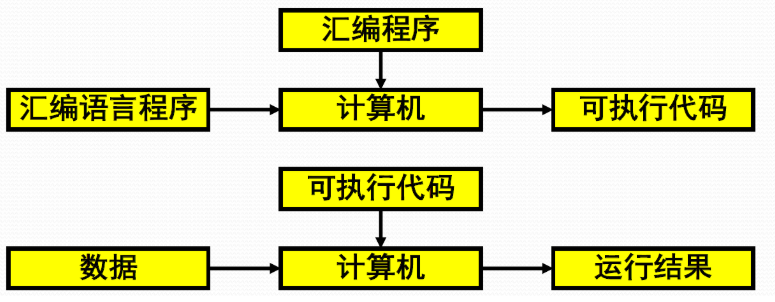 汇编程序
汇编语言程序
计算机
可执行代码
可执行代码
数据
计算机
运行结果